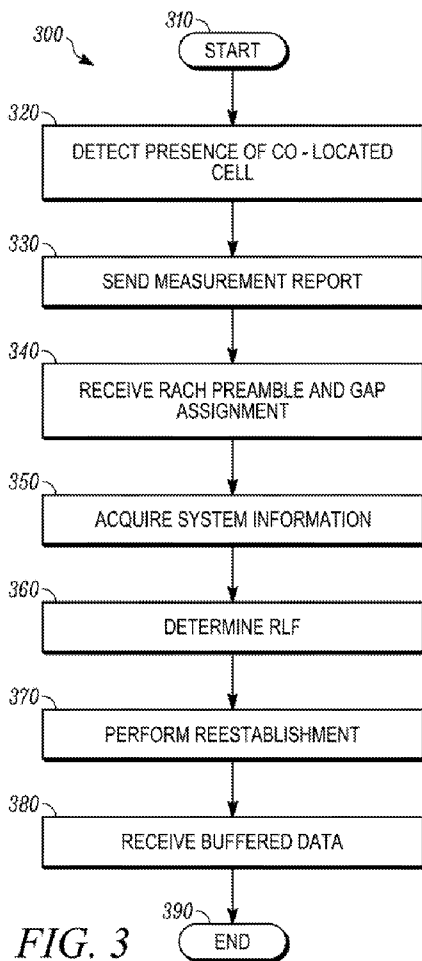 300
310
START
320
DETECT PRESENCE OF CO - LOCATED
CELL
330
SEND MEASUREMENT REPORT
340
RECEIVE RACH PREAMBLE AND GAP
ASSIGNMENT
350
ACQUIRE SYSTEM INFORMATION
360
DETERMINE RLF
370
PERFORM REESTABLISHMENT
380
RECEIVE BUFFERED DATA
390
END
FIG. 3